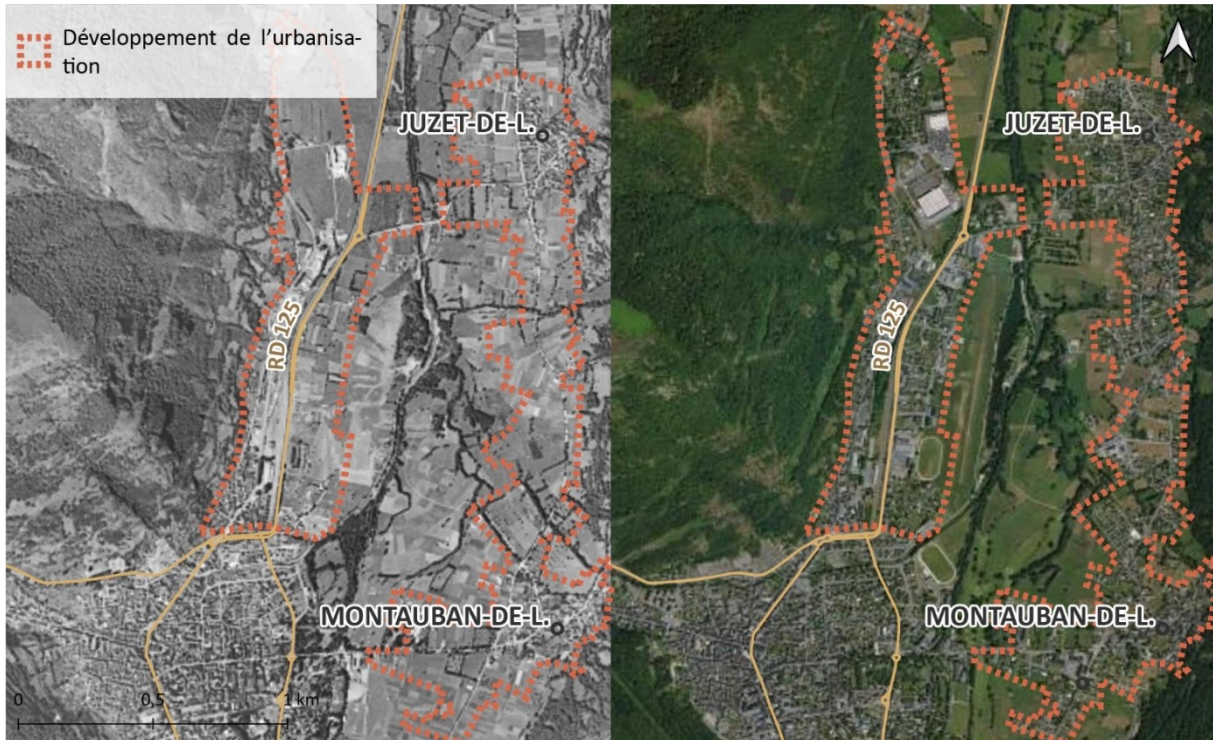 Développement de l'urbanisa-
tion
JUZET-DE-L.
JUZET-DE-L.
RD 125
RD 125
MONTAUBAN-DE-L.
MONTAUBAN-DE-L.
0 0,5 1 km